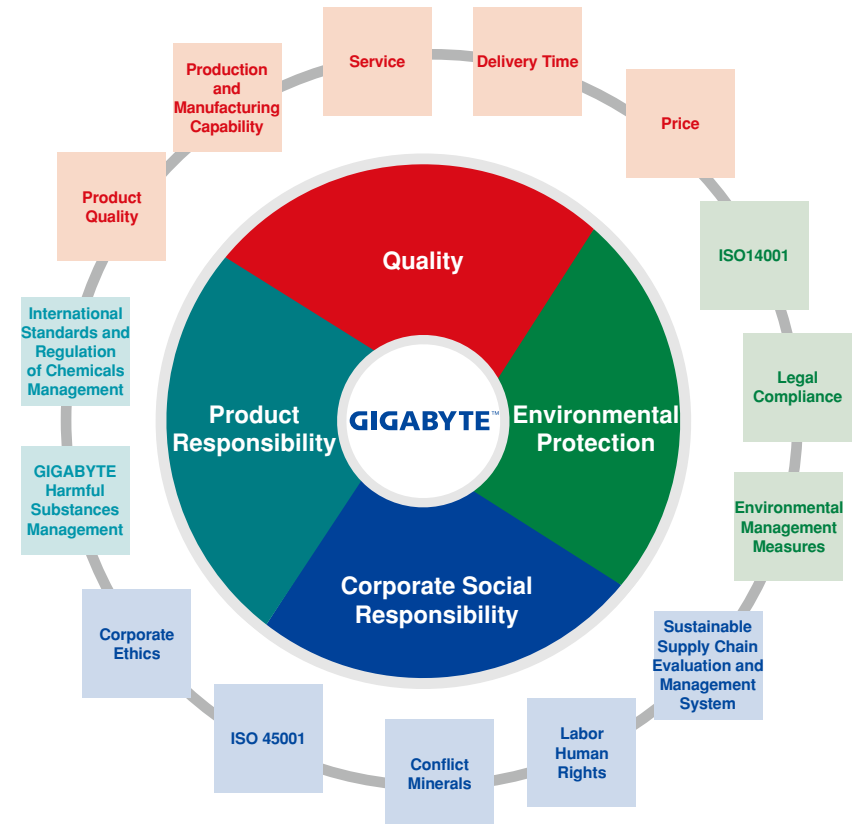 Service
Delivery Time
Production
and
Manufacturing
Capability
Price
Product
Quality
ISO14001
Quality
International
Standards and
Regulation
of Chemicals
Management
Legal
Compliance
Product
Responsibility
GIGABYTE™
Environmental
Protection
GIGABYTE
Harmful
Substances
Management
Environmental
Management
Measures
Corporate Social
Responsibility
Corporate
Ethics
Sustainable
Supply Chain
Evaluation and
Management
System
ISO 45001
Labor
Human
Rights
Conflict
Minerals